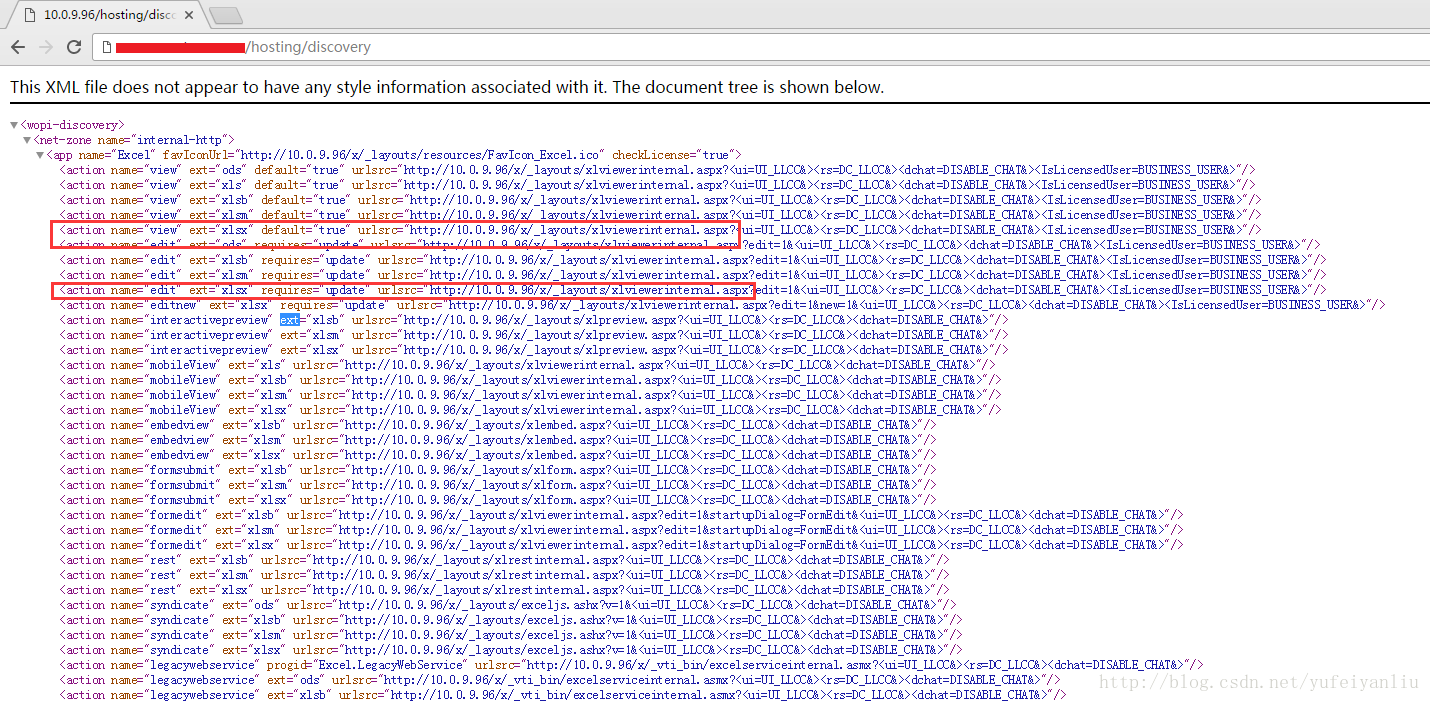 10.0.9.96/hosting/disc
/hosting/discovery
This XML file does not appear to have any style information associated with it. The document tree is shown below.
▼<wopi-discovery>
▼<net-zone name="internal-http">
▼<app name="Excel" favIconUrl="http://10.0.9.96/x/_layouts/resources/FavIcon_Excel.ico" checkLicense="true">
<action name="view" ext="ods" default="true" urlsrc="http://10.0.9.96/x/_layouts/xlviewerinternal.aspx?<ui=UI_LLCC&><rs=DC_LLCC&><dchat=DISABLE_CHAT&><IsLicensedUser=BUSINESS_USER&>"/>
<action name="view" ext="xls" default="true" urlsrc="http://10.0.9.96/x/_layouts/xlviewerinternal.aspx?<ui=UI_LLCC&><rs=DC_LLCC&><dchat=DISABLE_CHAT&><IsLicensedUser=BUSINESS_USER&>"/>
<action name="view" ext="xlsb" default="true" urlsrc="http://10.0.9.96/x/_layouts/xlviewerinternal.aspx?<ui=UI_LLCC&><rs=DC_LLCC&><dchat=DISABLE_CHAT&><IsLicensedUser=BUSINESS_USER&>"/>
<action name="view" ext="xlsm" default="true" urlsrc="http://10.0.9.96/x/_layouts/xlviewerinternal.aspx?<ui=UI_LLCC&><rs=DC_LLCC&><dchat=DISABLE_CHAT&><IsLicensedUser=BUSINESS_USER&>"/>
<action name="view" ext="xlsx" default="true" urlsrc="http://10.0.9.96/x/_layouts/xlviewerinternal.aspx?<ui=UI_LLCC&><rs=DC_LLCC&><dchat=DISABLE_CHAT&><IsLicensedUser=BUSINESS_USER&>"/>
<action name="edit" ext="ods" requires="update" urlsrc="http://10.0.9.96/x/_layouts/xlviewerinternal.aspx?edit=1&<ui=UI_LLCC&><rs=DC_LLCC&><dchat=DISABLE_CHAT&><IsLicensedUser=BUSINESS_USER&>"/>
<action name="edit" ext="xlsb" requires="update" urlsrc="http://10.0.9.96/x/_layouts/xlviewerinternal.aspx?edit=1&<ui=UI_LLCC&><rs=DC_LLCC&><dchat=DISABLE_CHAT&><IsLicensedUser=BUSINESS_USER&>"/>
<action name="edit" ext="xlsm" requires="update" urlsrc="http://10.0.9.96/x/_layouts/xlviewerinternal.aspx?edit=1&<ui=UI_LLCC&><rs=DC_LLCC&><dchat=DISABLE_CHAT&><IsLicensedUser=BUSINESS_USER&>"/>
<action name="edit" ext="xlsx" requires="update" urlsrc="http://10.0.9.96/x/_layouts/xlviewerinternal.aspx?edit=1&<ui=UI_LLCC&><rs=DC_LLCC&><dchat=DISABLE_CHAT&><IsLicensedUser=BUSINESS_USER&>"/>
<action name="editnew" ext="xlsx" requires="update" urlsrc="http://10.0.9.96/x/_layouts/xlviewerinternal.aspx?edit=1&new=1&<ui=UI_LLCC&><rs=DC_LLCC&><dchat=DISABLE_CHAT&><IsLicensedUser=BUSINESS_USER&>"/>
<action name="interactivepreview" ext="xlsb" urlsrc="http://10.0.9.96/x/_layouts/xlpreview.aspx?<ui=UI_LLCC&><rs=DC_LLCC&><dchat=DISABLE_CHAT&>"/>
<action name="interactivepreview" ext="xlsm" urlsrc="http://10.0.9.96/x/_layouts/xlpreview.aspx?<ui=UI_LLCC&><rs=DC_LLCC&><dchat=DISABLE_CHAT&>"/>
<action name="interactivepreview" ext="xlsx" urlsrc="http://10.0.9.96/x/_layouts/xlpreview.aspx?<ui=UI_LLCC&><rs=DC_LLCC&><dchat=DISABLE_CHAT&>"/>
<action name="mobileView" ext="xls" urlsrc="http://10.0.9.96/x/_layouts/xlviewerinternal.aspx?<ui=UI_LLCC&><rs=DC_LLCC&><dchat=DISABLE_CHAT&>"/>
<action name="mobileView" ext="xlsb" urlsrc="http://10.0.9.96/x/_layouts/xlviewerinternal.aspx?<ui=UI_LLCC&><rs=DC_LLCC&><dchat=DISABLE_CHAT&>"/>
<action name="mobileView" ext="xlsm" urlsrc="http://10.0.9.96/x/_layouts/xlviewerinternal.aspx?<ui=UI_LLCC&><rs=DC_LLCC&><dchat=DISABLE_CHAT&>"/>
<action name="mobileView" ext="xlsx" urlsrc="http://10.0.9.96/x/_layouts/xlviewerinternal.aspx?<ui=UI_LLCC&><rs=DC_LLCC&><dchat=DISABLE_CHAT&>"/>
<action name="embedview" ext="xlsb" urlsrc="http://10.0.9.96/x/_layouts/xlembed.aspx?<ui=UI_LLCC&><rs=DC_LLCC&><dchat=DISABLE_CHAT&>"/>
<action name="embedview" ext="xlsm" urlsrc="http://10.0.9.96/x/_layouts/xlembed.aspx?<ui=UI_LLCC&><rs=DC_LLCC&><dchat=DISABLE_CHAT&>"/>
<action name="embedview" ext="xlsx" urlsrc="http://10.0.9.96/x/_layouts/xlembed.aspx?<ui=UI_LLCC&><rs=DC_LLCC&><dchat=DISABLE_CHAT&>"/>
<action name="formsubmit" ext="xlsb" urlsrc="http://10.0.9.96/x/_layouts/xlform.aspx?<ui=UI_LLCC&><rs=DC_LLCC&><dchat=DISABLE_CHAT&>"/>
<action name="formsubmit" ext="xlsm" urlsrc="http://10.0.9.96/x/_layouts/xlform.aspx?<ui=UI_LLCC&><rs=DC_LLCC&><dchat=DISABLE_CHAT&>"/>
<action name="formsubmit" ext="xlsx" urlsrc="http://10.0.9.96/x/_layouts/xlform.aspx?<ui=UI_LLCC&><rs=DC_LLCC&><dchat=DISABLE_CHAT&>"/>
<action name="formedit" ext="xlsb" urlsrc="http://10.0.9.96/x/_layouts/xlviewerinternal.aspx?edit=1&startupDialog=FormEdit&<ui=UI_LLCC&><rs=DC_LLCC&><dchat=DISABLE_CHAT&>"/>
<action name="formedit" ext="xlsm" urlsrc="http://10.0.9.96/x/_layouts/xlviewerinternal.aspx?edit=1&startupDialog=FormEdit&<ui=UI_LLCC&><rs=DC_LLCC&><dchat=DISABLE_CHAT&>"/>
<action name="formedit" ext="xlsx" urlsrc="http://10.0.9.96/x/_layouts/xlviewerinternal.aspx?edit=1&startupDialog=FormEdit&<ui=UI_LLCC&><rs=DC_LLCC&><dchat=DISABLE_CHAT&>"/>
<action name="rest" ext="xlsb" urlsrc="http://10.0.9.96/x/_layouts/xlrestinternal.aspx?<ui=UI_LLCC&><rs=DC_LLCC&><dchat=DISABLE_CHAT&>"/>
<action name="rest" ext="xlsm" urlsrc="http://10.0.9.96/x/_layouts/xlrestinternal.aspx?<ui=UI_LLCC&><rs=DC_LLCC&><dchat=DISABLE_CHAT&>"/>
<action name="rest" ext="xlsx" urlsrc="http://10.0.9.96/x/_layouts/xlrestinternal.aspx?<ui=UI_LLCC&><rs=DC_LLCC&><dchat=DISABLE_CHAT&>"/>
<action name="syndicate" ext="ods" urlsrc="http://10.0.9.96/x/_layouts/exceljs.ashx?v=1&<ui=UI_LLCC&><rs=DC_LLCC&><dchat=DISABLE_CHAT&>"/>
<action name="syndicate" ext="xlsb" urlsrc="http://10.0.9.96/x/_layouts/exceljs.ashx?v=1&<ui=UI_LLCC&><rs=DC_LLCC&><dchat=DISABLE_CHAT&>"/>
<action name="syndicate" ext="xlsm" urlsrc="http://10.0.9.96/x/_layouts/exceljs.ashx?v=1&<ui=UI_LLCC&><rs=DC_LLCC&><dchat=DISABLE_CHAT&>"/>
<action name="syndicate" ext="xlsx" urlsrc="http://10.0.9.96/x/_layouts/exceljs.ashx?v=1&<ui=UI_LLCC&><rs=DC_LLCC&><dchat=DISABLE_CHAT&>"/>
<action name="legacywebservice" progid="Excel.LegacyWebService" urlsrc="http://10.0.9.96/x/_vti_bin/excelserviceinternal.asmx?<ui=UI_LLCC&><rs=DC_LLCC&><dchat=DISABLE_CHAT&>"/>
<action name="legacywebservice" ext="ods" urlsrc="http://10.0.9.96/x/_vti_bin/excelserviceinternal.asmx?<ui=UI_LLCC&><rs=DC_LLCC&><dchat=DISABLE_CHAT&>"/>
<action name="legacywebservice" ext="xlsb" urlsrc="http://10.0.9.96/x/_vti_bin/excelserviceinternal.asmx?<ui=UI_LLCC&><rs=DC_LLCC&><dchat=DISABLE_CHAT&>"/>
http://blog.csdn.net/yufeiyanliu